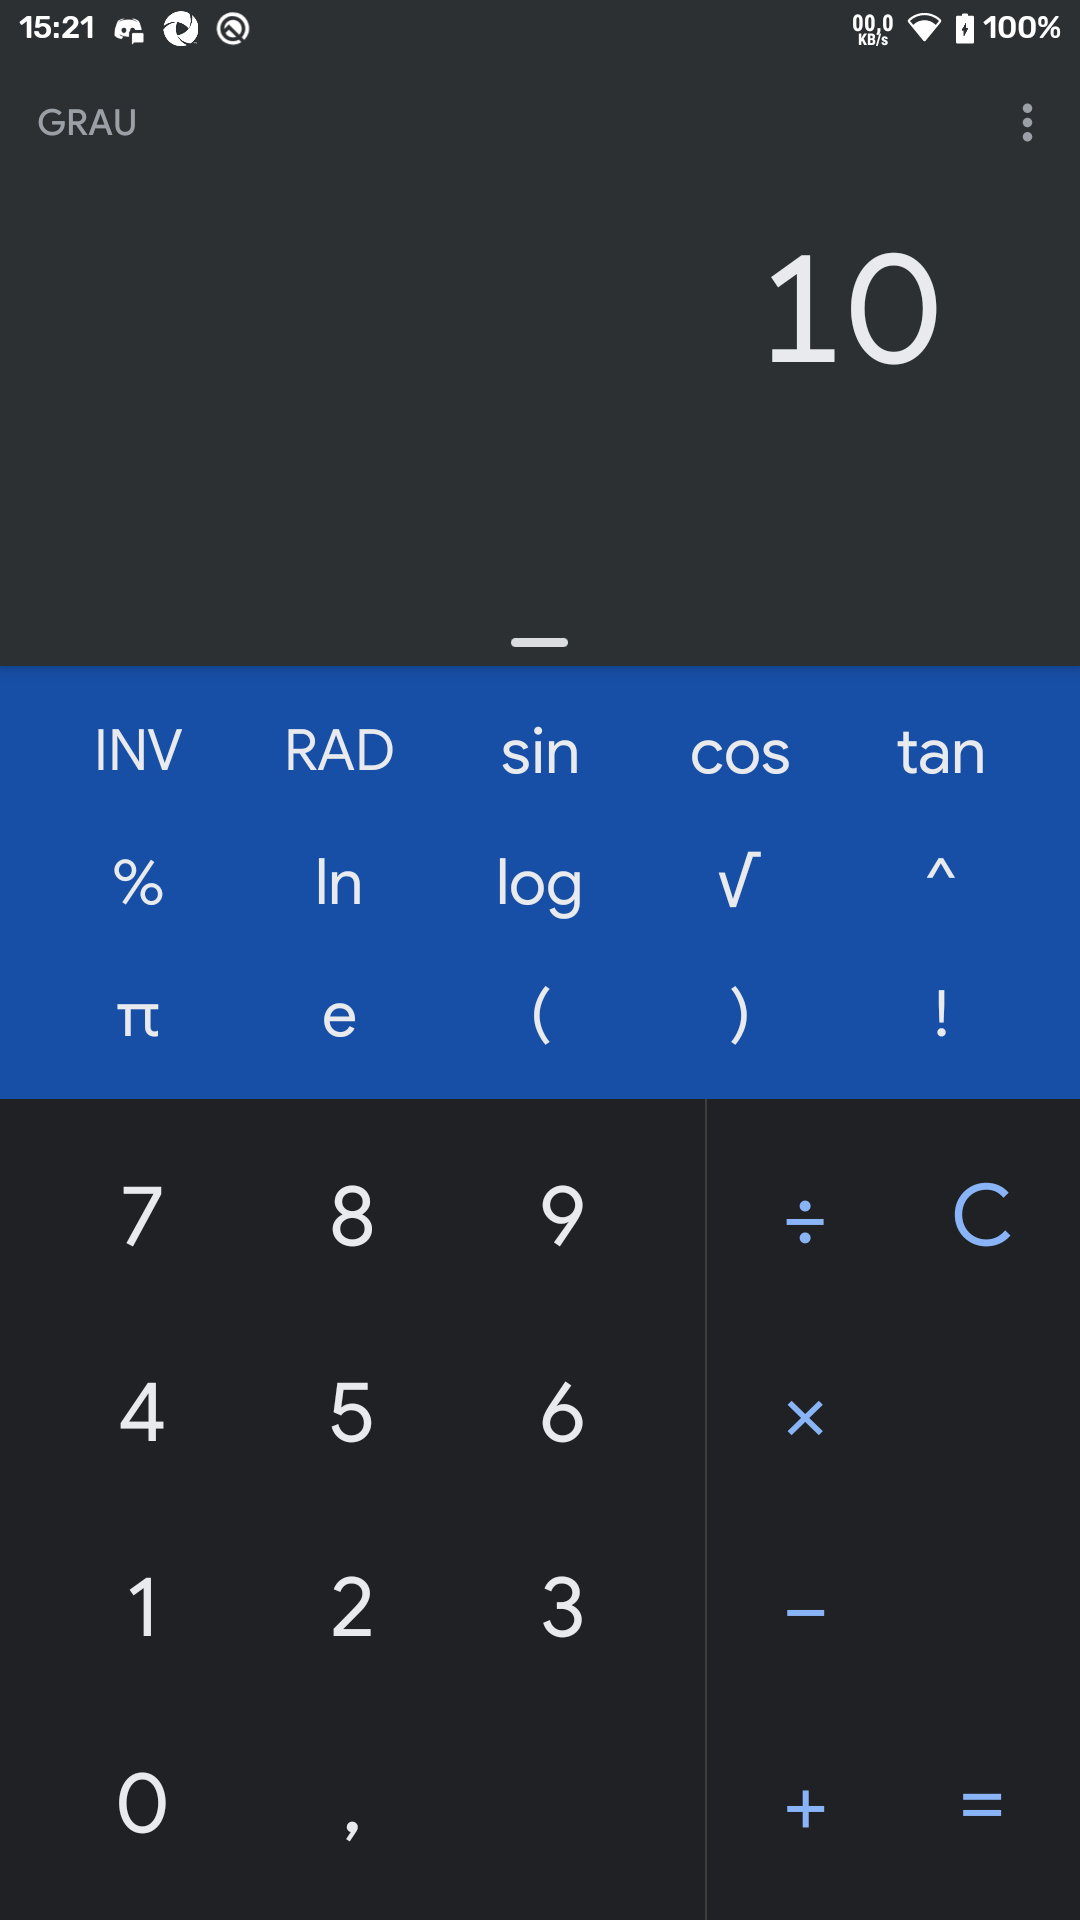 15:21 00,0 KB/s 100%
GRAU
10
INV RAD sin cos tan
% ln log √ ^
π e ( ) !
7 8 9 ÷ C
4 5 6 ×
1 2 3 −
0 , + =